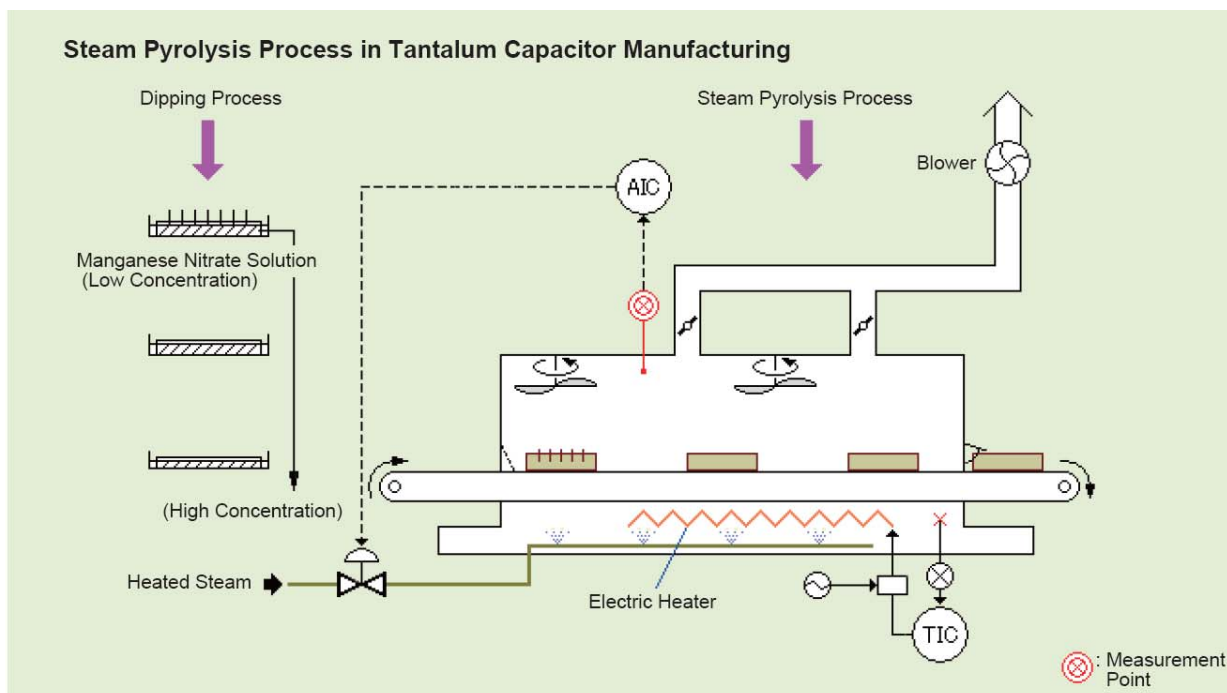 Steam Pyrolysis Process in Tantalum Capacitor Manufacturing
Dipping Process
Steam Pyrolysis Process
Blower
AIC
Manganese Nitrate Solution
(Low Concentration)
(High Concentration)
Heated Steam
Electric Heater
TIC
: Measurement
Point